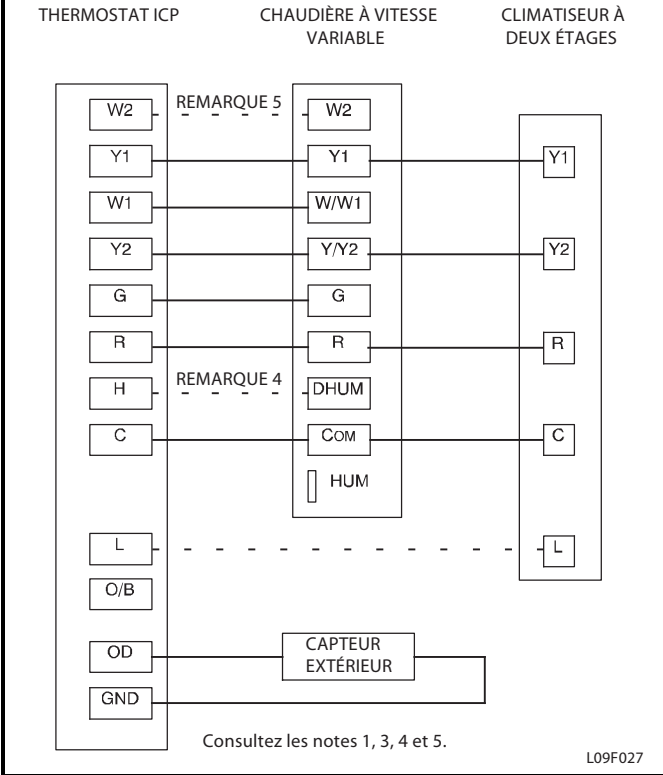 THERMOSTAT ICP
CHAUDIÈRE À VITESSE
VARIABLE
CLIMATISEUR À
DEUX ÉTAGES
W2
REMARQUE 5
W2
Y1
Y1
Y1
W1
W/W1
Y2
Y/Y2
Y2
G
G
R
R
R
H
REMARQUE 4
DHUM
C
COM
C
HUM
L
L
O/B
OD
CAPTEUR
EXTÉRIEUR
GND
Consultez les notes 1, 3, 4 et 5.
L09F027